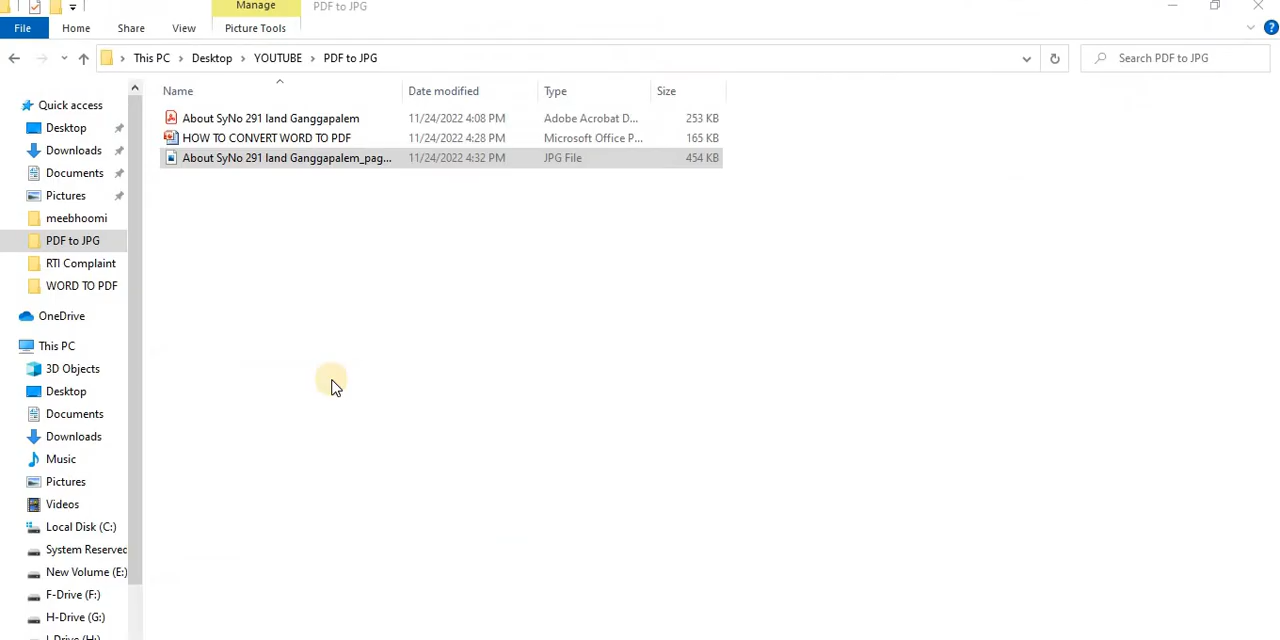 Manage
PDF to JPG
File
Home
Share
View
Picture Tools
This PC
Desktop
YOUTUBE
PDF to JPG
Search PDF to JPG
Name
Date modified
Type
Size
About SyNo 291 land Ganggapalem
11/24/2022 4:08 PM
Adobe Acrobat D...
253 KB
HOW TO CONVERT WORD TO PDF
11/24/2022 4:28 PM
Microsoft Office P...
165 KB
About SyNo 291 land Ganggapalem_pag...
11/24/2022 4:32 PM
JPG File
454 KB
Quick access
Desktop
Downloads
Documents
Pictures
meebhoomi
PDF to JPG
RTI Complaint
WORD TO PDF
OneDrive
This PC
3D Objects
Desktop
Documents
Downloads
Music
Pictures
Videos
Local Disk (C:)
System Reserved
New Volume (E:)
F-Drive (F:)
H-Drive (G:)